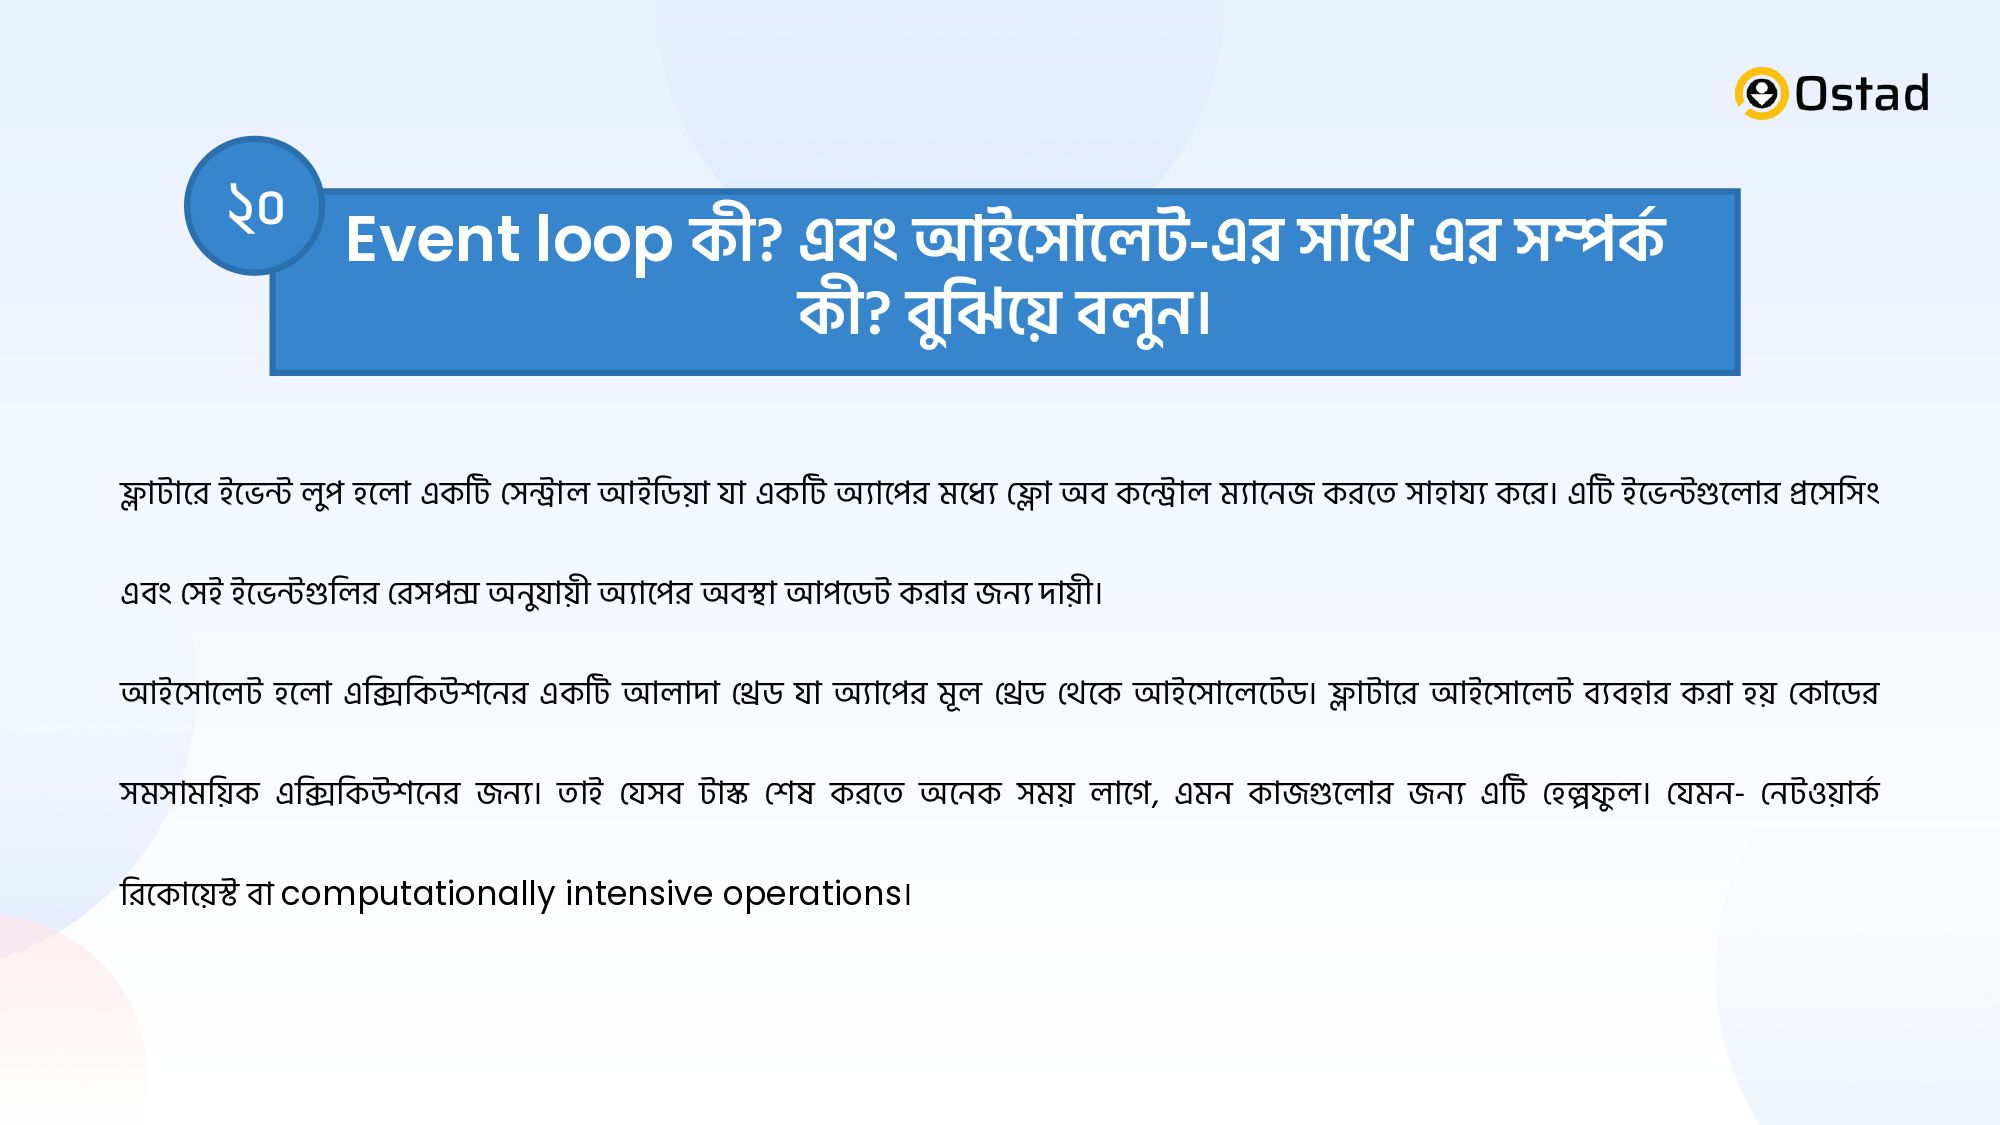 Ostad
২০
Event loop কী? এবং আইসোলেট-এর সাথে এর সম্পর্ক
কী? বুঝিয়ে বলুন।
ফ্লাটারে ইভেন্ট লুপ হলো একটি সেন্ট্রাল আইডিয়া যা একটি অ্যাপের মধ্যে ফ্লো অব কন্ট্রোল ম্যানেজ করতে সাহায্য করে। এটি ইভেন্টগুলোর প্রসেসিং
এবং সেই ইভেন্টগুলির রেসপন্স অনুযায়ী অ্যাপের অবস্থা আপডেট করার জন্য দায়ী।
আইসোলেট হলো এক্সিকিউশনের একটি আলাদা থ্রেড যা অ্যাপের মূল থ্রেড থেকে আইসোলেটেড। ফ্লাটারে আইসোলেট ব্যবহার করা হয় কোডের
সমসাময়িক এক্সিকিউশনের জন্য। তাই যেসব টাস্ক শেষ করতে অনেক সময় লাগে, এমন কাজগুলোর জন্য এটি হেল্পফুল। যেমন- নেটওয়ার্ক
রিকোয়েস্ট বা computationally intensive operations।